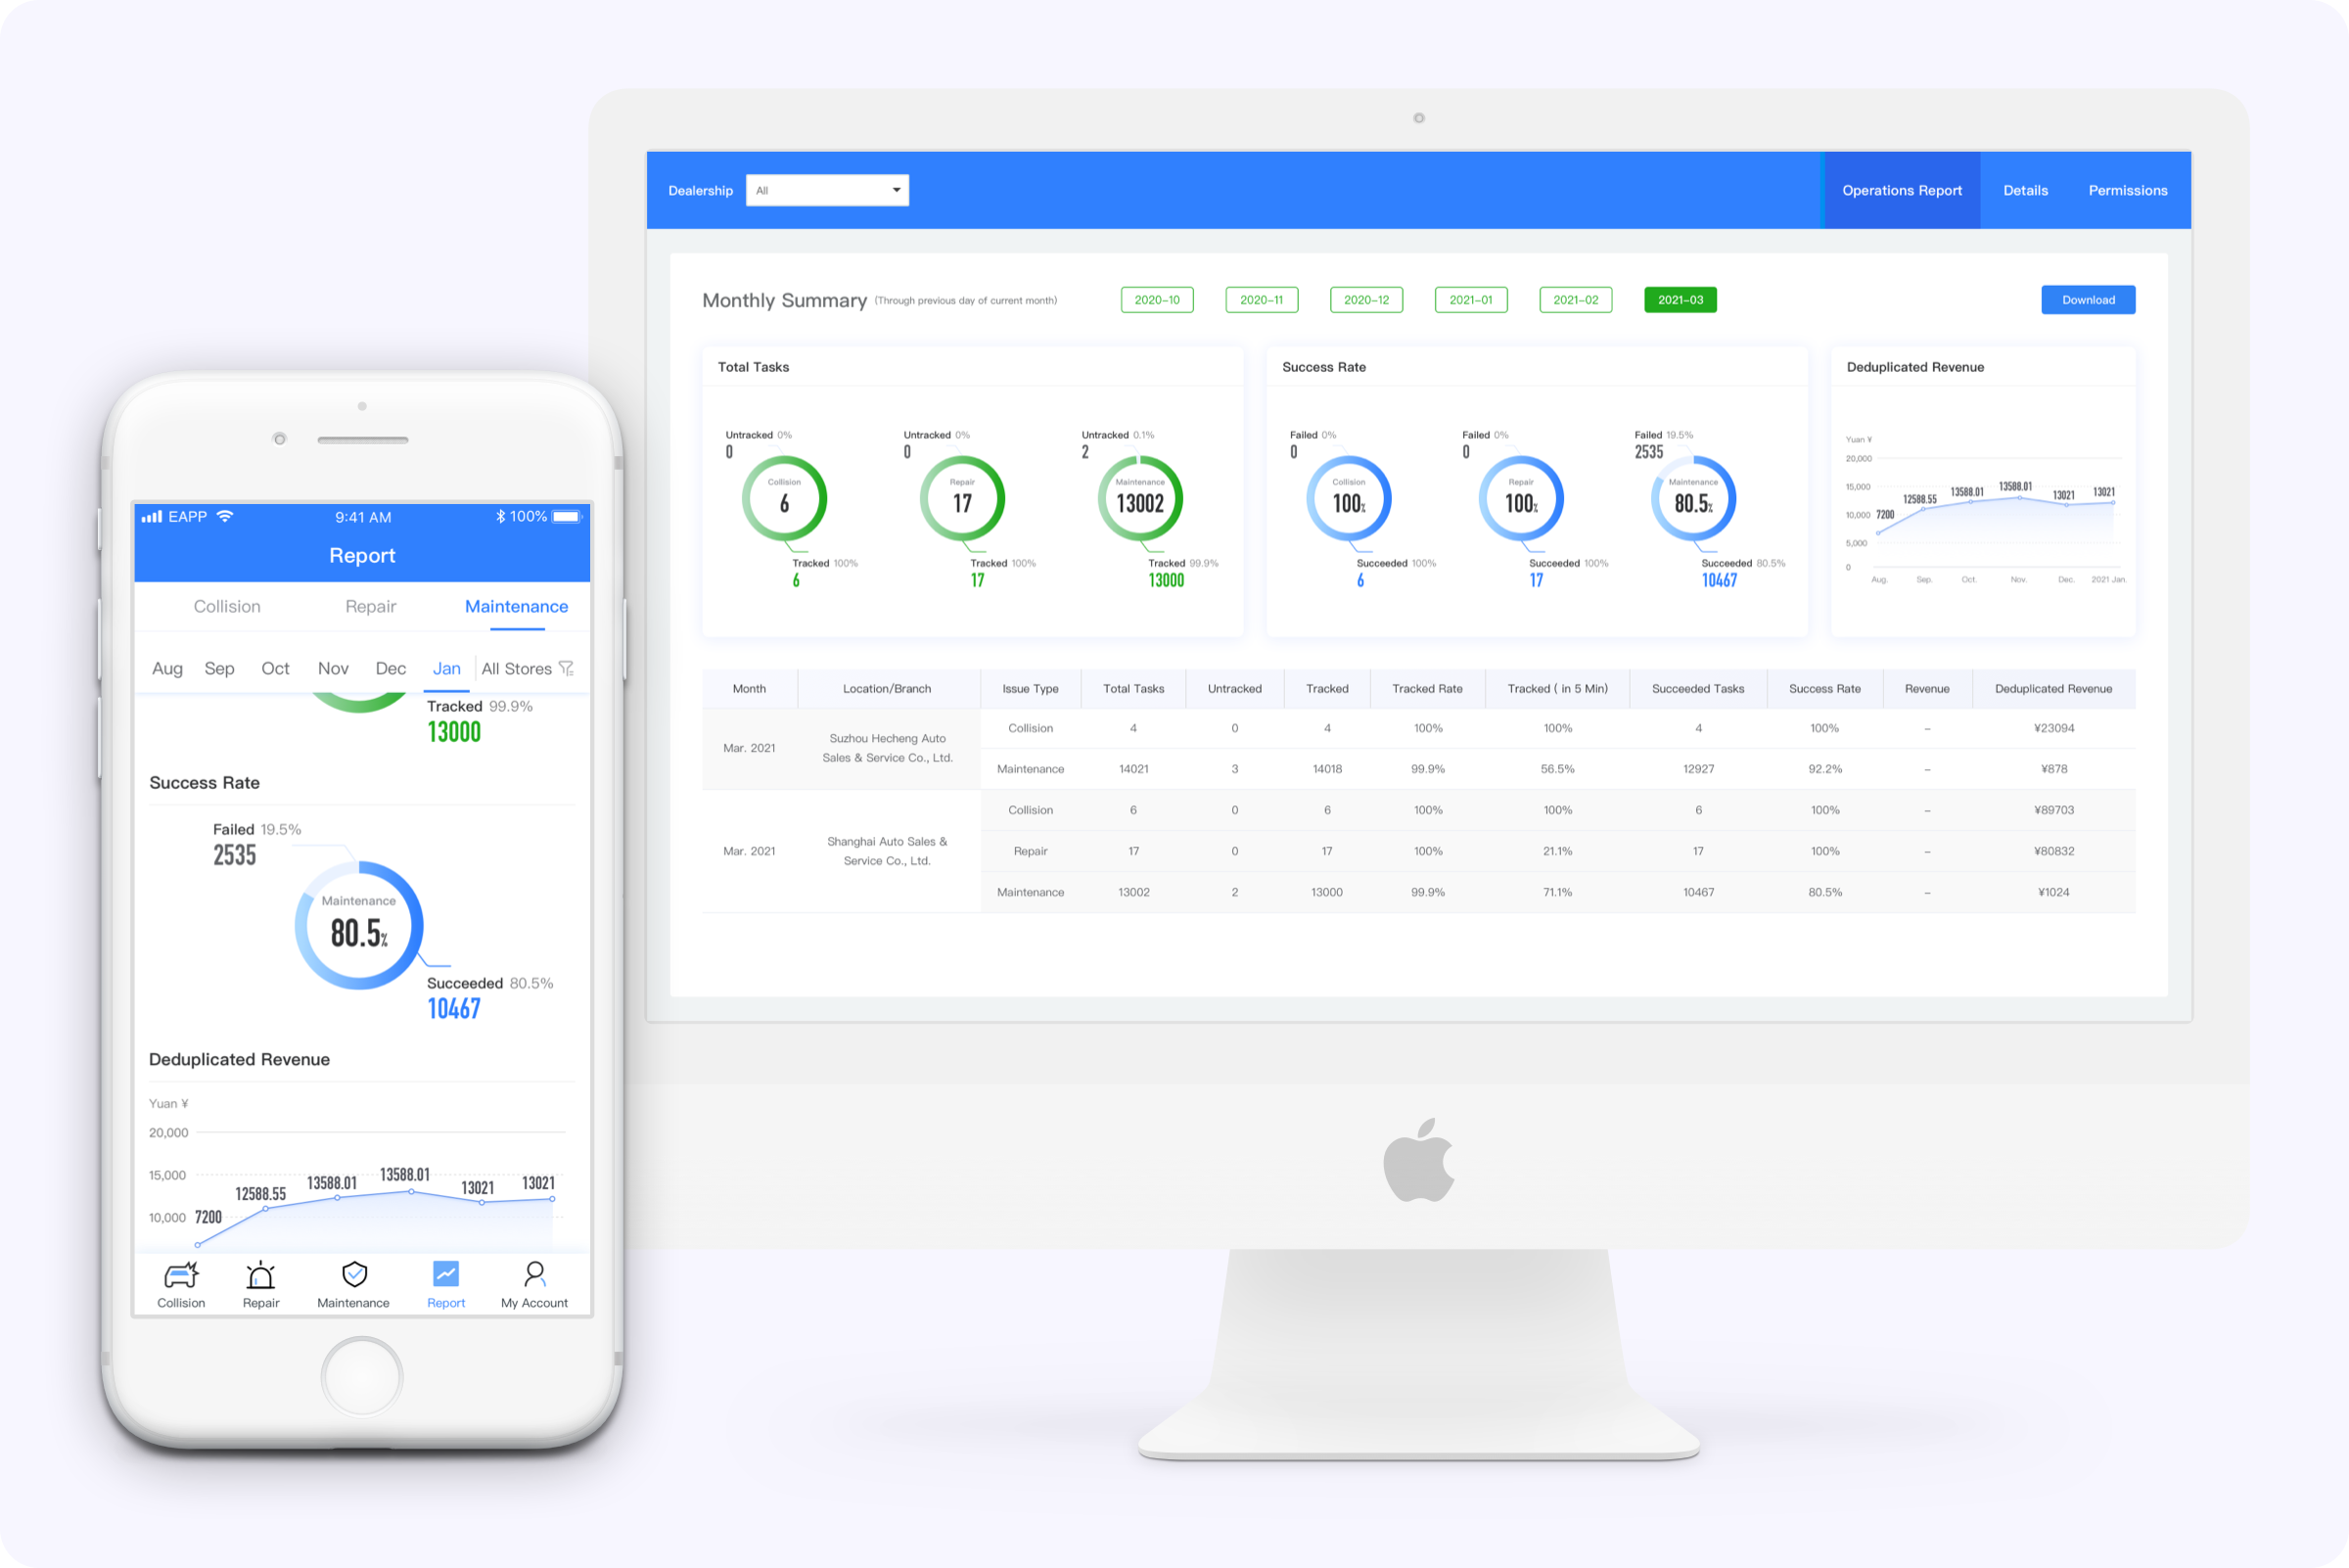 Dealership
All
Operations Report
Details
Permissions
Monthly Summary (Through previous day of current month)
2020-10
2020-11
2020-12
2021-01
2021-02
2021-03
Download
Total Tasks
Untracked 0%
0
Collision
6
Tracked 100%
6
Untracked 0%
0
Repair
17
Tracked 100%
17
Untracked 0.1%
2
Maintenance
13002
Tracked 99.9%
13000
Success Rate
Failed 0%
0
Collision
100%
Succeeded 100%
6
Failed 0%
0
Repair
100%
Succeeded 100%
17
Failed 19.5%
2535
Maintenance
80.5%
Succeeded 80.5%
10467
Deduplicated Revenue
Yuan ¥
20,000
15,000
10,000
5,000
0
7200
12588.55
13588.01
13588.01
13021
13021
Aug. Sep. Oct. Nov. Dec. 2021 Jan.
Month Location/Branch Issue Type Total Tasks Untracked Tracked Tracked Rate Tracked ( in 5 Min) Succeeded Tasks Success Rate Revenue Deduplicated Revenue
Mar. 2021
Suzhou Hecheng Auto
Sales & Service Co., Ltd.
Collision 4 0 4 100% 100% 4 100% – ¥23094
Maintenance 14021 3 14018 99.9% 56.5% 12927 92.2% – ¥878
Mar. 2021
Shanghai Auto Sales &
Service Co., Ltd.
Collision 6 0 6 100% 100% 6 100% – ¥89703
Repair 17 0 17 100% 21.1% 17 100% – ¥80832
Maintenance 13002 2 13000 99.9% 71.1% 10467 80.5% – ¥1024
EAPP
9:41 AM
100%
Report
Collision Repair Maintenance
Aug Sep Oct Nov Dec Jan All Stores
Tracked 99.9%
13000
Success Rate
Failed 19.5%
2535
Maintenance
80.5%
Succeeded 80.5%
10467
Deduplicated Revenue
Yuan ¥
20,000
15,000
10,000
7200
12588.55
13588.01
13588.01
13021
13021
Collision Repair Maintenance Report My Account